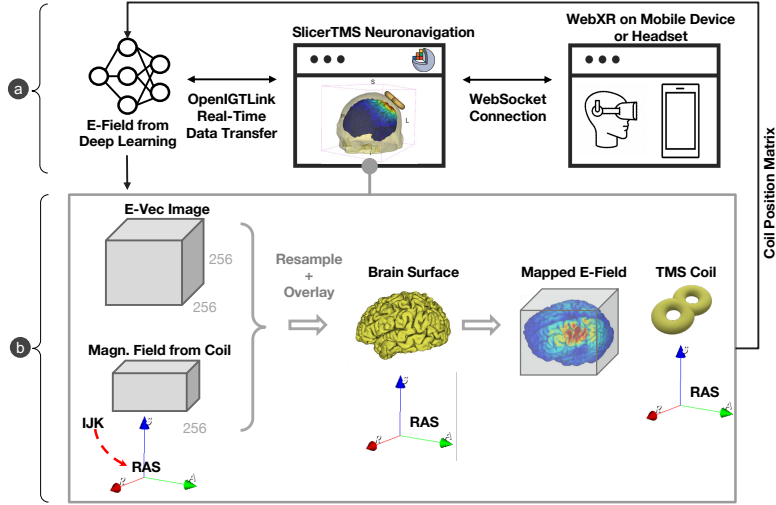 SlicerTMS Neuronavigation
WebXR on Mobile Device
or Headset
a
E-Field from
Deep Learning
OpenIGTLink
Real-Time
Data Transfer
S
L
I
WebSocket
Connection
Coil Position Matrix
b
E-Vec Image
256
256
Magn. Field from Coil
256
IJK
S
RAS
R
A
Resample
+
Overlay
Brain Surface
S
RAS
R
A
Mapped E-Field
TMS Coil
S
RAS
R
A